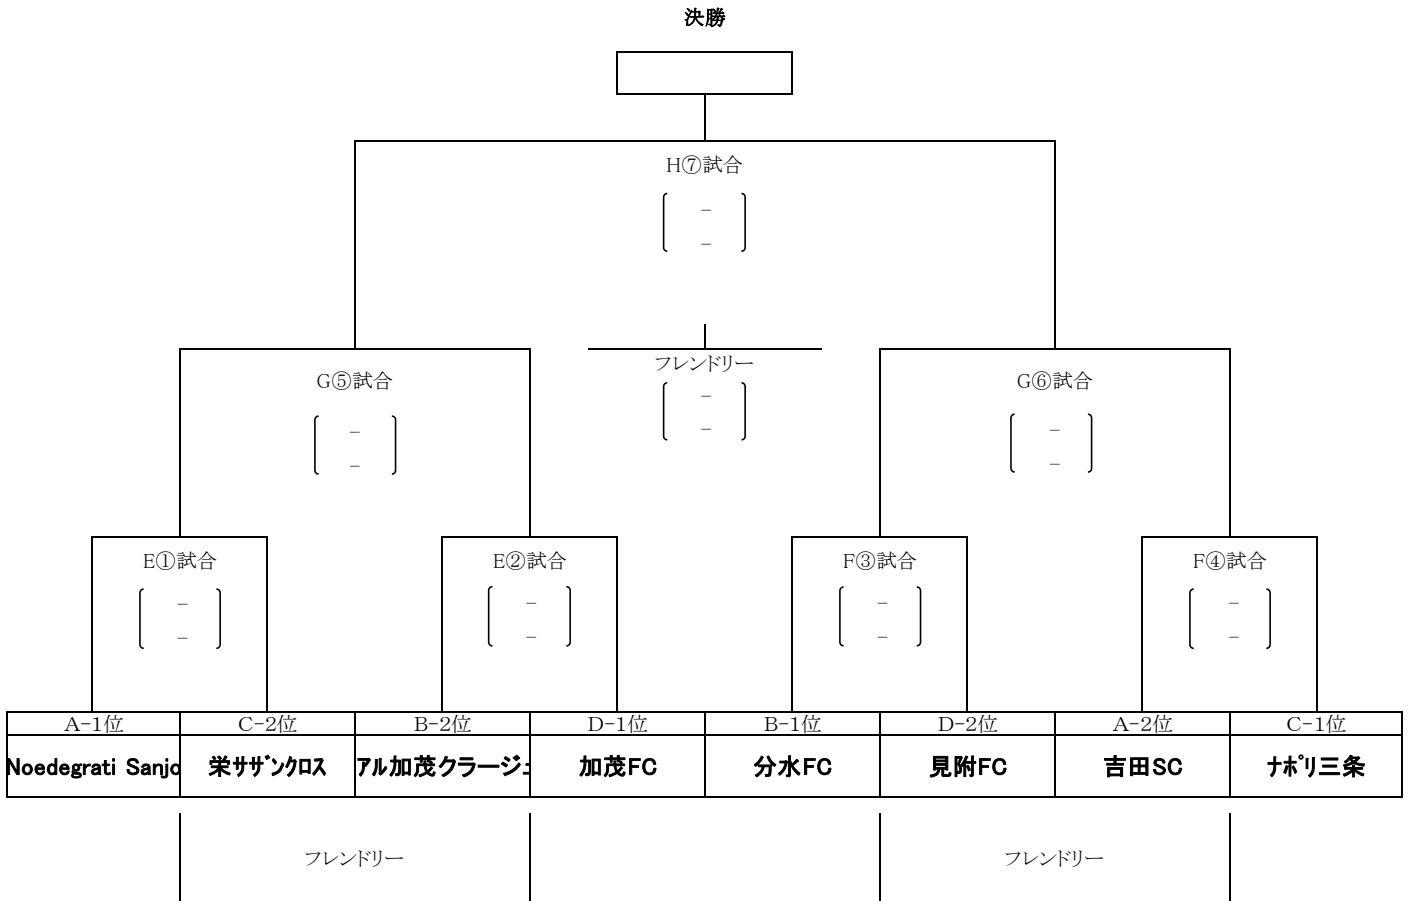 決勝
H⑦試合
-
-
フレンドリー
-
-
G⑤試合
-
-
G⑥試合
-
-
E①試合
-
-
E②試合
-
-
F③試合
-
-
F④試合
-
-
A-1位 C-2位 B-2位 D-1位 B-1位 D-2位 A-2位 C-1位
Noedegrati Sanjo 栄ｻｻﾞﾝｸﾛｽ アル加茂クラージュ 加茂FC 分水FC 見附FC 吉田SC ﾅﾎﾟﾘ三条
フレンドリー フレンドリー